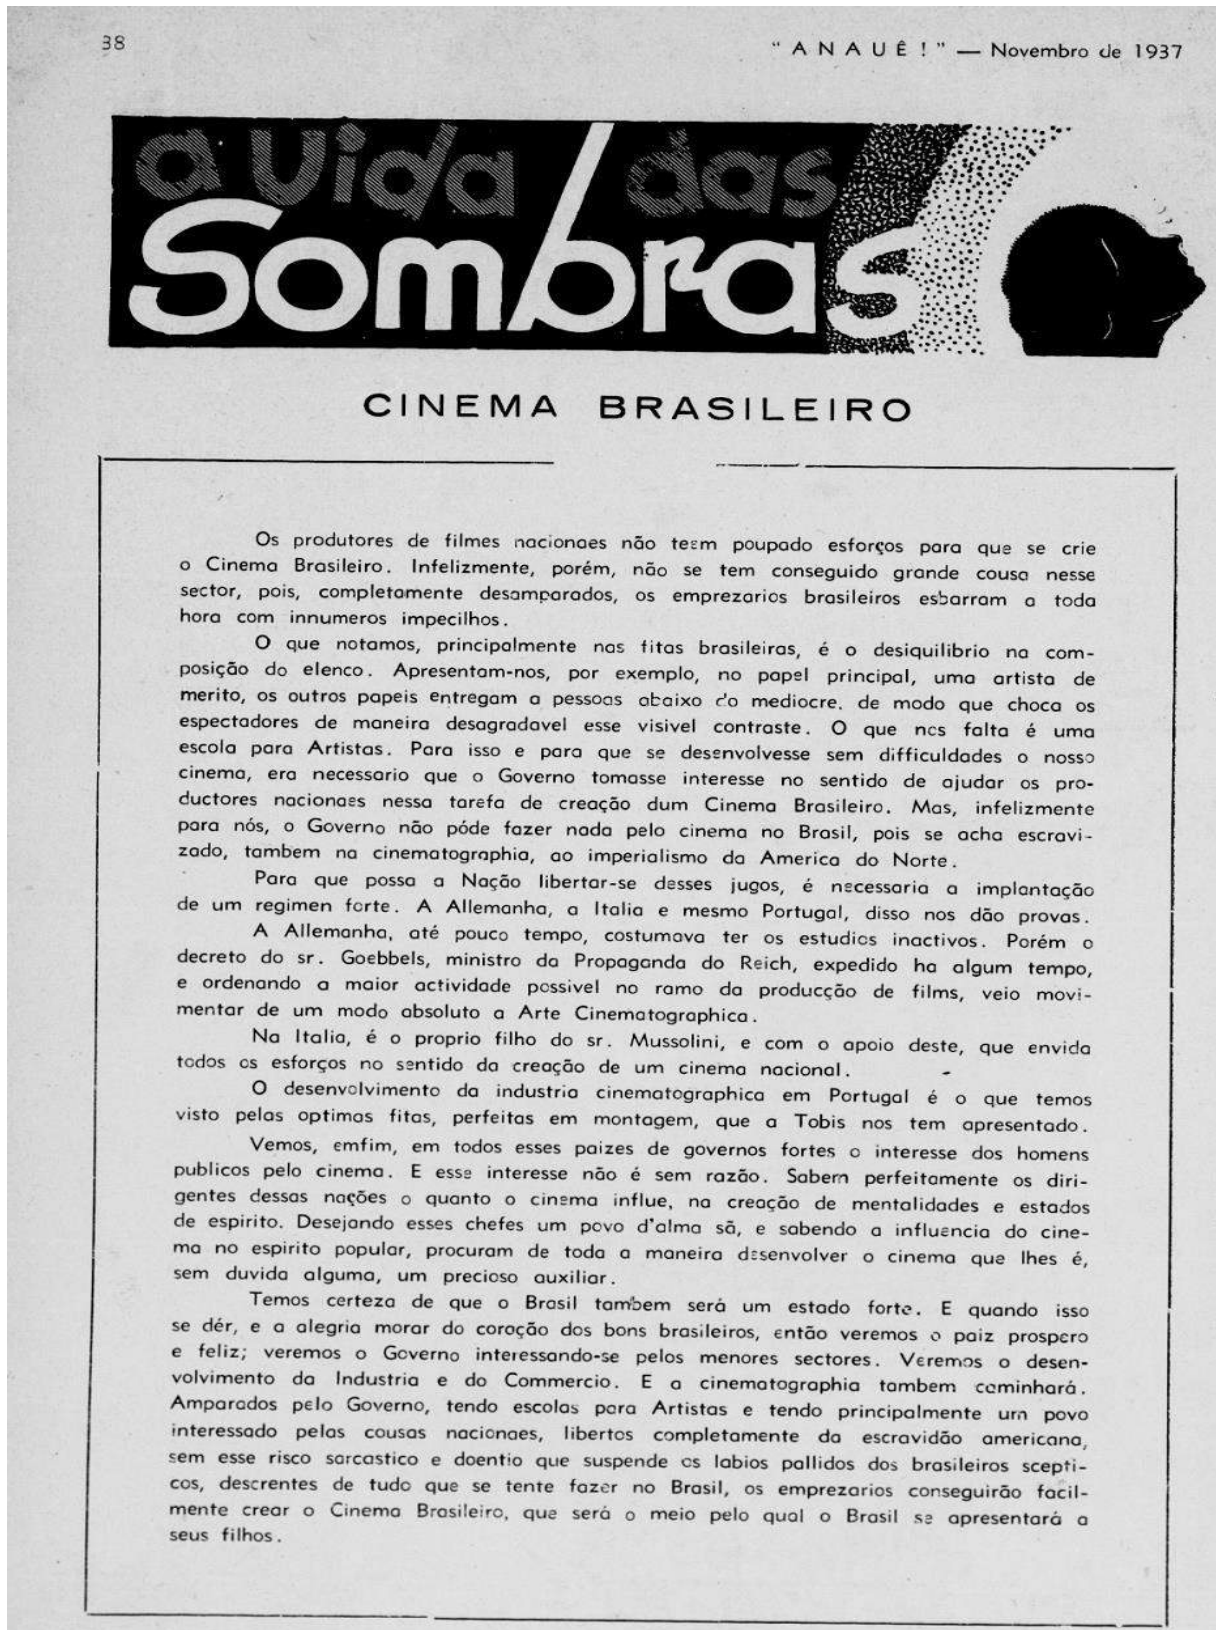 38
"ANAUÊ!" — Novembro de 1937
a vida das
Sombras
CINEMA BRASILEIRO
Os produtores de filmes nacionaes não teem poupado esforços para que se crie
o Cinema Brasileiro. Infelizmente, porém, não se tem conseguido grande cousa nesse
sector, pois, completamente desamparados, os emprezarios brasileiros esbarram a toda
hora com innumeros impecilhos.
O que notamos, principalmente nas fitas brasileiras, é o desiquilibrio na com-
posição do elenco. Apresentam-nos, por exemplo, no papel principal, uma artista de
merito, os outros papeis entregam a pessoas abaixo do mediocre, de modo que choca os
espectadores de maneira desagradavel esse visivel contraste. O que nos falta é uma
escola para Artistas. Para isso e para que se desenvolvesse sem difficuldades o nosso
cinema, era necessario que o Governo tomasse interesse no sentido de ajudar os pro-
ductores nacionaes nessa tarefa de creação dum Cinema Brasileiro. Mas, infelizmente
para nós, o Governo não póde fazer nada pelo cinema no Brasil, pois se acha escravi-
zado, tambem na cinematographia, ao imperialismo da America do Norte.
Para que possa a Nação libertar-se desses jugos, é necessaria a implantação
de um regimen forte. A Allemanha, a Italia e mesmo Portugal, disso nos dão provas.
A Allemanha, até pouco tempo, costumava ter os estudios inactivos. Porém o
decreto do sr. Goebbels, ministro da Propaganda do Reich, expedido ha algum tempo,
e ordenando a maior actividade possivel no ramo da producção de films, veio movi-
mentar de um modo absoluto a Arte Cinematographica.
Na Italia, é o proprio filho do sr. Mussolini, e com o apoio deste, que envida
todos os esforços no sentido da creação de um cinema nacional.
O desenvolvimento da industria cinematographica em Portugal é o que temos
visto pelas optimas fitas, perfeitas em montagem, que a Tobis nos tem apresentado.
Vemos, emfim, em todos esses paizes de governos fortes o interesse dos homens
publicos pelo cinema. E esse interesse não é sem razão. Sabem perfeitamente os diri-
gentes dessas nações o quanto o cinema influe, na creação de mentalidades e estados
de espirito. Desejando esses chefes um povo d'alma sã, e sabendo a influencia do cine-
ma no espirito popular, procuram de toda a maneira desenvolver o cinema que lhes é,
sem duvida alguma, um precioso auxiliar.
Temos certeza de que o Brasil tambem será um estado forte. E quando isso
se dér, e a alegria morar do coração dos bons brasileiros, então veremos o paiz prospero
e feliz; veremos o Governo interessando-se pelos menores sectores. Veremos o desen-
volvimento da Industria e do Commercio. E a cinematographia tambem caminhará.
Amparados pelo Governo, tendo escolas para Artistas e tendo principalmente um povo
interessado pelas cousas nacionaes, libertos completamente da escravidão americana,
sem esse risco sarcastico e doentio que suspende os labios pallidos dos brasileiros scepti-
cos, descrentes de tudo que se tente fazer no Brasil, os emprezarios conseguirão facil-
mente crear o Cinema Brasileiro, que será o meio pelo qual o Brasil se apresentará a
seus filhos.